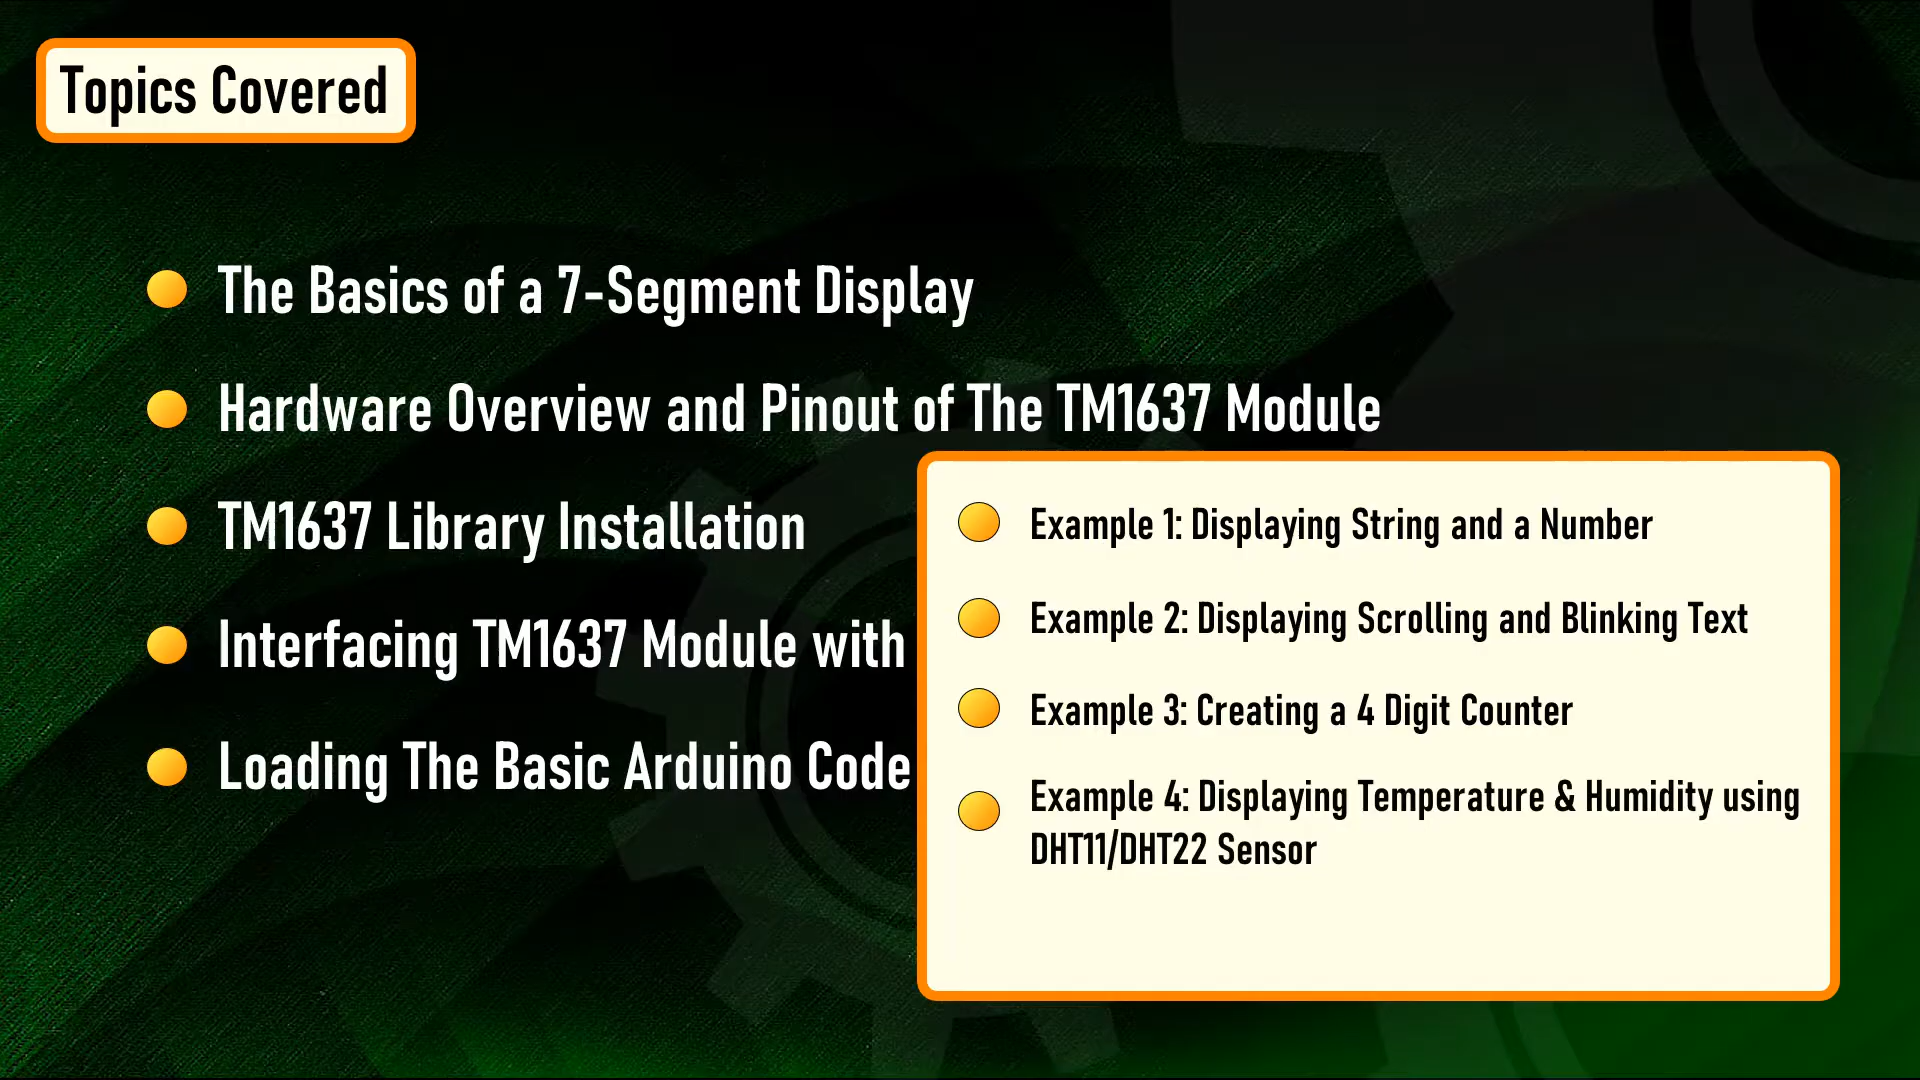 Topics Covered
The Basics of a 7-Segment Display
Hardware Overview and Pinout of The TM1637 Module
TM1637 Library Installation
Interfacing TM1637 Module with
Loading The Basic Arduino Code
Example 1: Displaying String and a Number
Example 2: Displaying Scrolling and Blinking Text
Example 3: Creating a 4 Digit Counter
Example 4: Displaying Temperature & Humidity using
DHT11/DHT22 Sensor